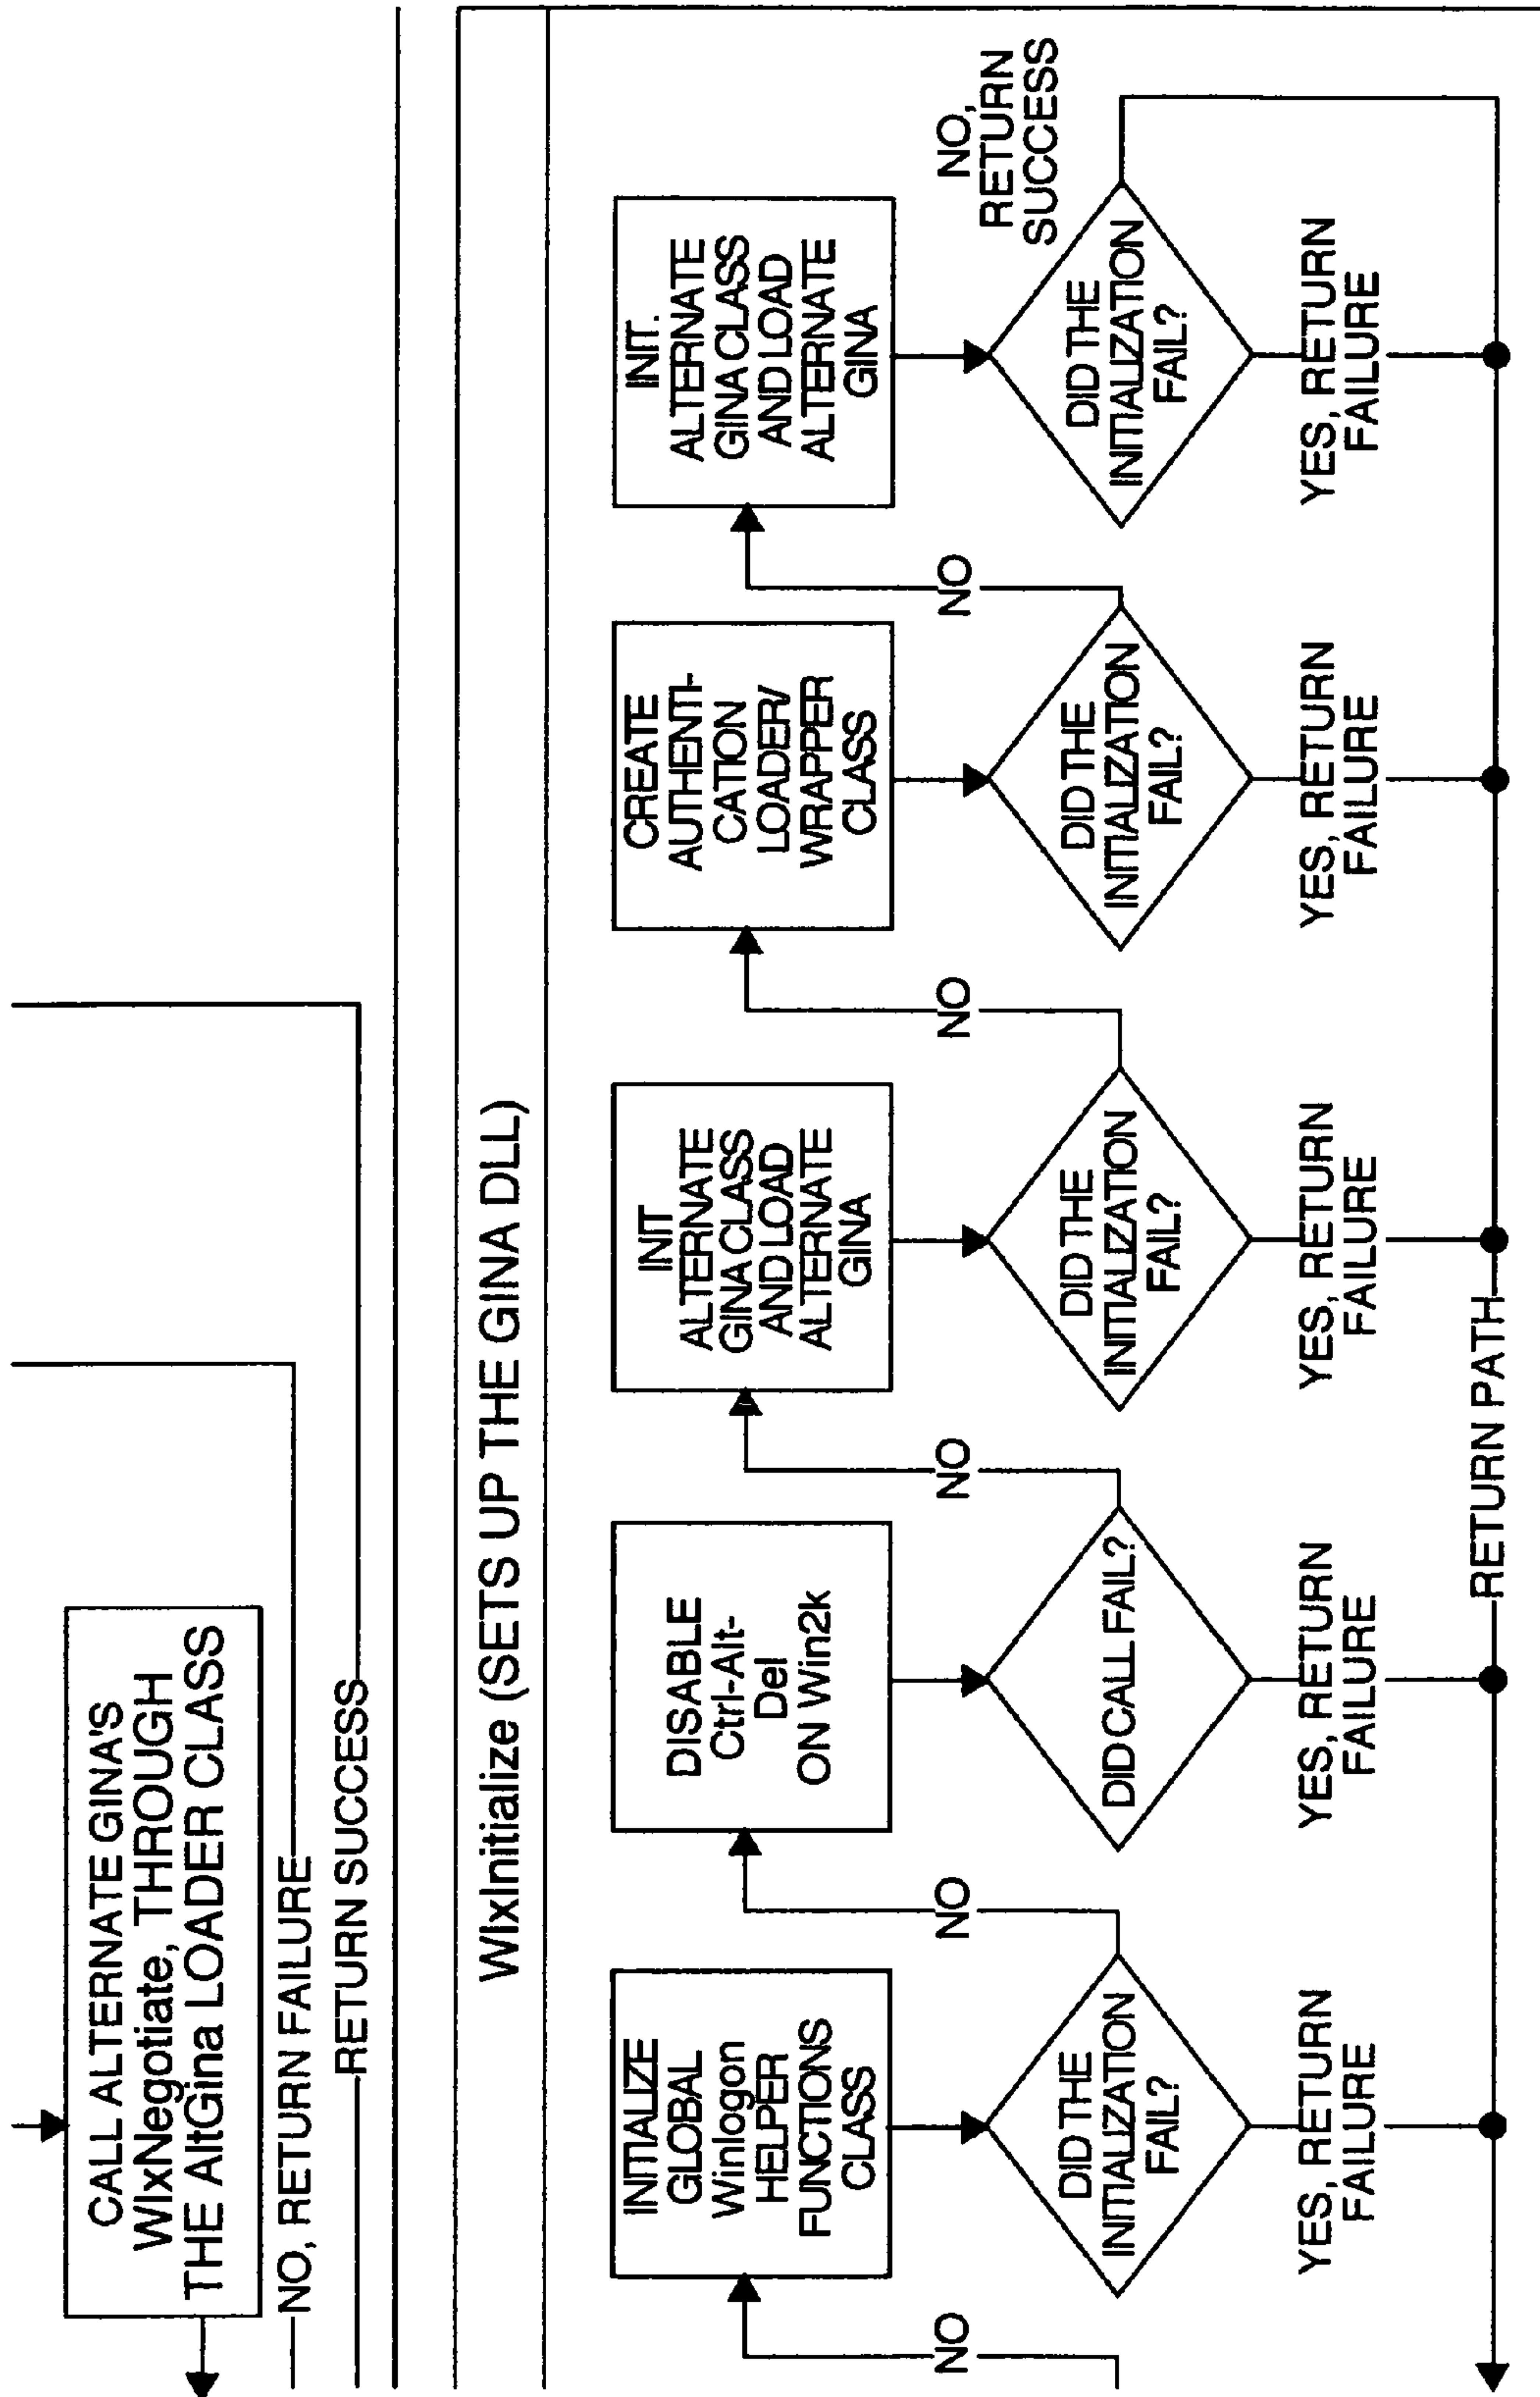 CALL ALTERNATE GINA'S
WlxNegotiate, THROUGH
THE AltGina LOADER CLASS
NO, RETURN FAILURE
RETURN SUCCESS
WlxInitialize (SETS UP THE GINA DLL)
NO
INITIALIZE
GLOBAL
Winlogon
HELPER
FUNCTIONS
CLASS
DID THE
INITIALIZATION
FAIL?
YES, RETURN
FAILURE
NO
DISABLE
Ctrl-Alt-
Del
ON Win2k
DID CALL FAIL?
YES, RETURN
FAILURE
NO
INIT
ALTERNATE
GINA CLASS
AND LOAD
ALTERNATE
GINA
DID THE
INITIALIZATION
FAIL?
YES, RETURN
FAILURE
NO
CREATE
AUTHENTI-
CATION
LOADER/
WRAPPER
CLASS
DID THE
INITIALIZATION
FAIL?
YES, RETURN
FAILURE
NO
INIT.
ALTERNATE
GINA CLASS
AND LOAD
ALTERNATE
GINA
DID THE
INITIALIZATION
FAIL?
NO,
RETURN
SUCCESS
YES, RETURN
FAILURE
RETURN PATH